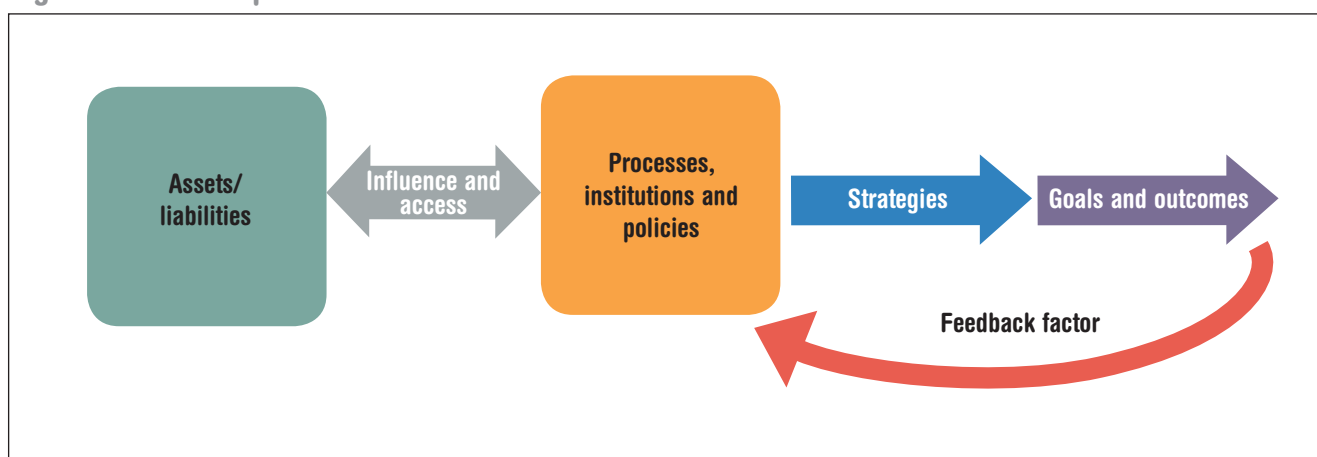 Assets/
liabilities
Influence and
access
Processes,
institutions and
policies
Strategies
Goals and outcomes
Feedback factor